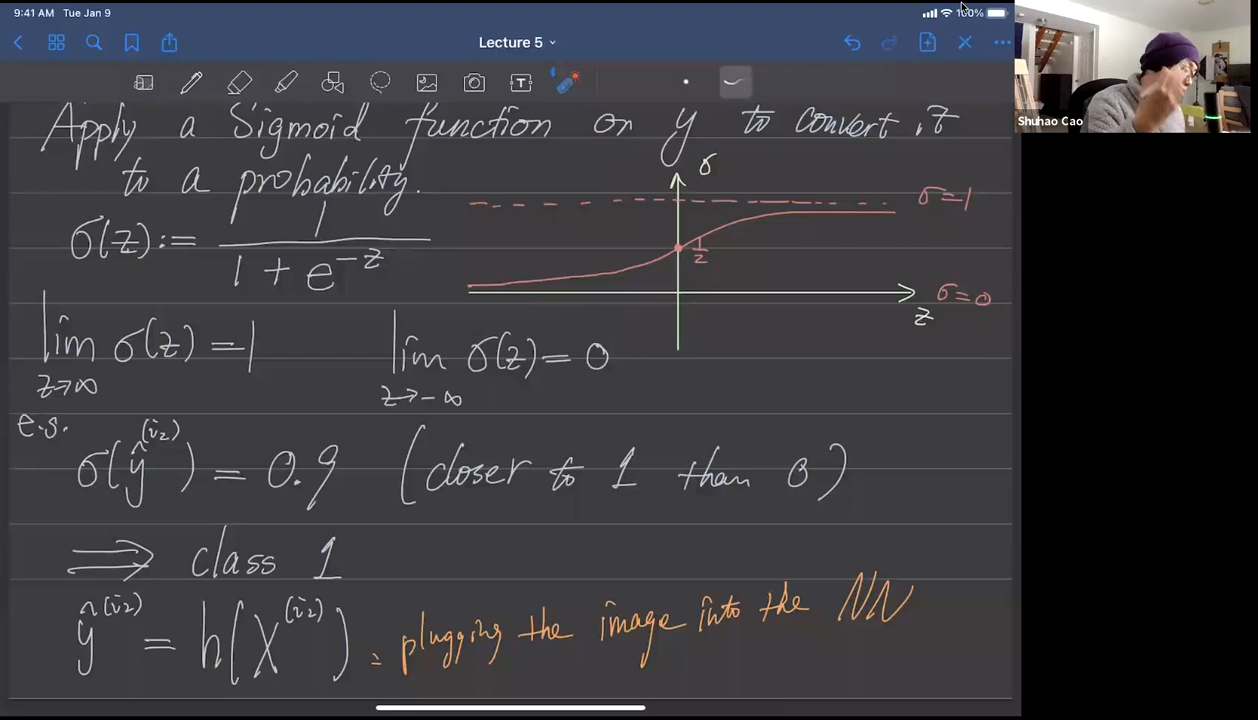 9:41 AM Tue Jan 9
100%
Lecture 5
T
Shuhao Cao
Apply a Sigmoid function on y to convert it
to a probability.
σ(z) := 1 / (1 + e^{-z})
σ
σ=1
1/2
σ=0
z
lim_{z→∞} σ(z) = 1 lim_{z→-∞} σ(z) = 0
e.g.
σ(ŷ^{(i₂)}) = 0.9 (closer to 1 than 0)
⟹ class 1
ŷ^{(i₂)} = h(X^{(i₂)}) = plugging the image into the NN